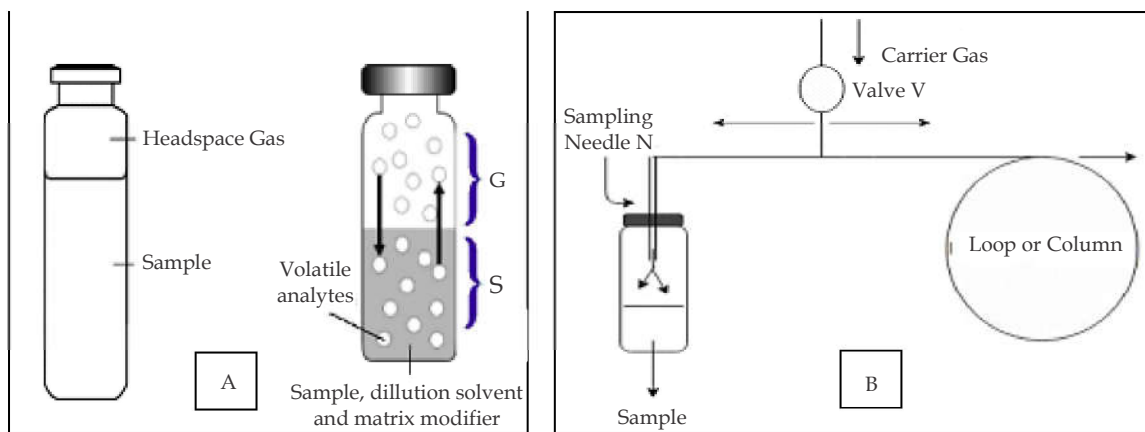 Headspace Gas
Sample
G
S
Volatile
analytes
A
Sample, dillution solvent
and matrix modifier
Carrier Gas
Valve V
Sampling
Needle N
Loop or Column
B
Sample